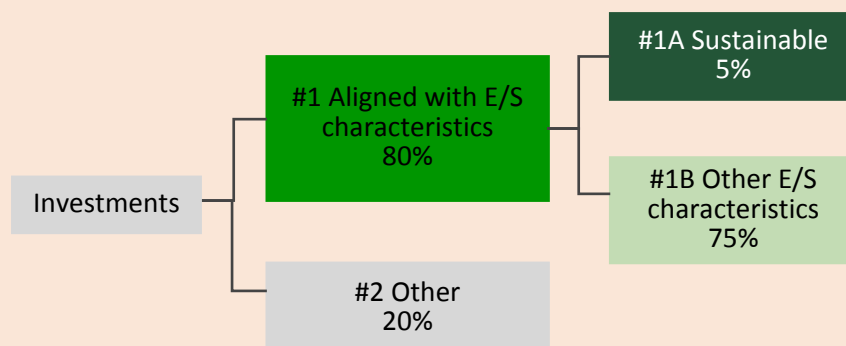 Investments
#1 Aligned with E/S
characteristics
80%
#2 Other
20%
#1A Sustainable
5%
#1B Other E/S
characteristics
75%